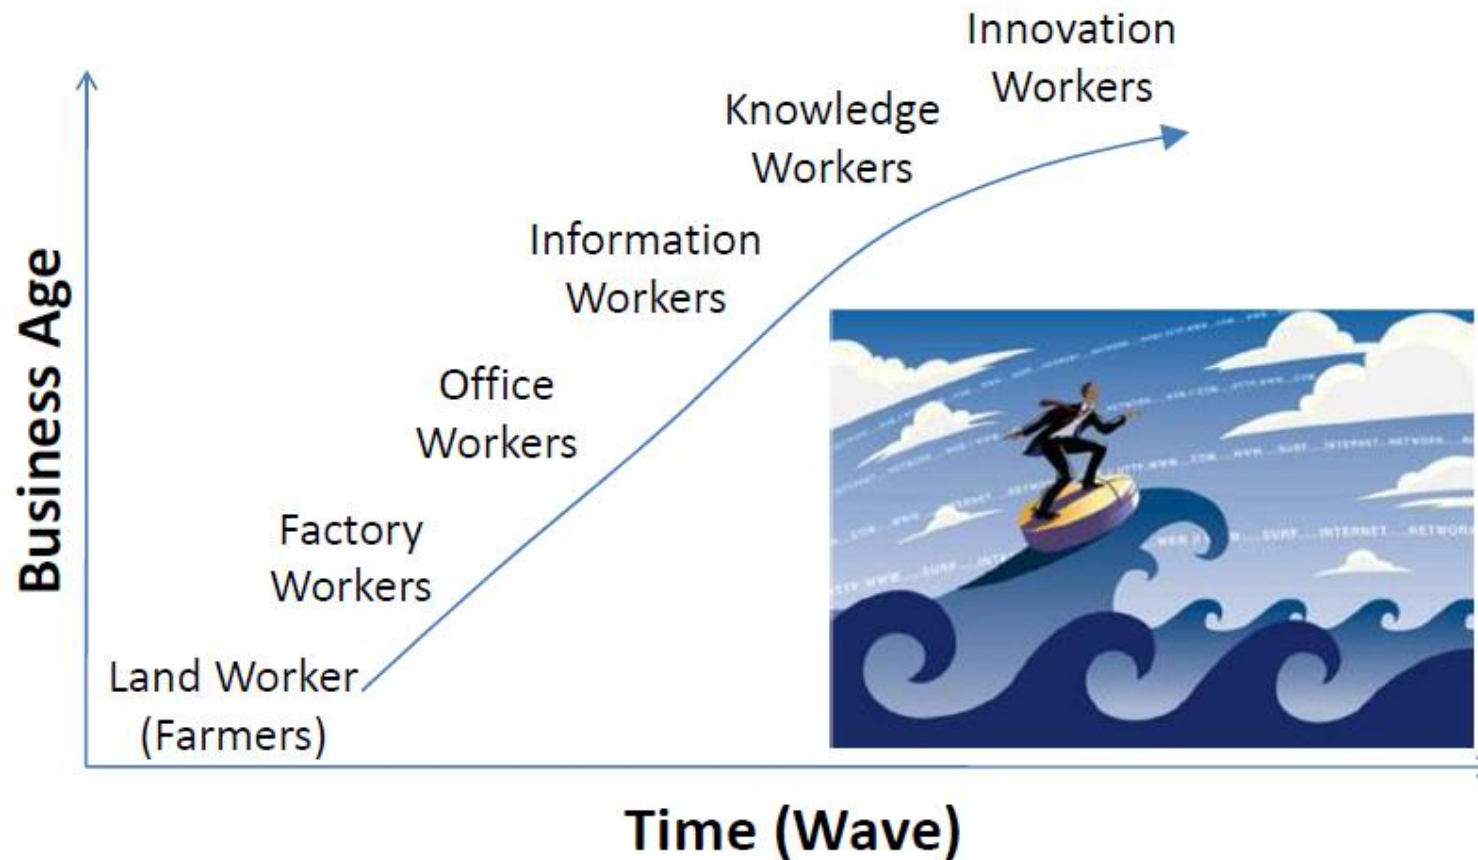 Innovation
Workers
Knowledge
Workers
Information
Workers
Office
Workers
Factory
Workers
Land Worker
(Farmers)
Business Age
Time (Wave)